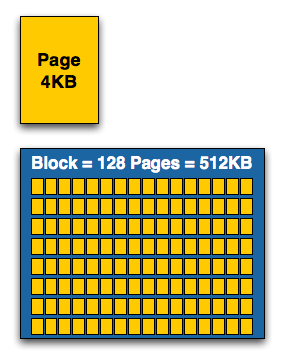 Page
4KB
Block = 128 Pages = 512KB